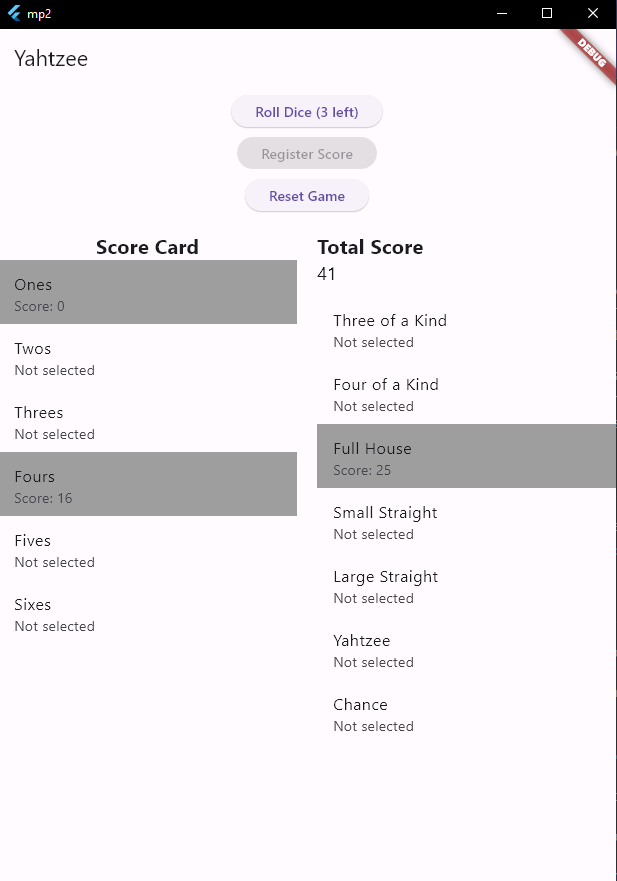 mp2
DEBUG
Yahtzee
Roll Dice (3 left)
Register Score
Reset Game
Score Card
Ones
Score: 0
Twos
Not selected
Threes
Not selected
Fours
Score: 16
Fives
Not selected
Sixes
Not selected
Total Score
41
Three of a Kind
Not selected
Four of a Kind
Not selected
Full House
Score: 25
Small Straight
Not selected
Large Straight
Not selected
Yahtzee
Not selected
Chance
Not selected